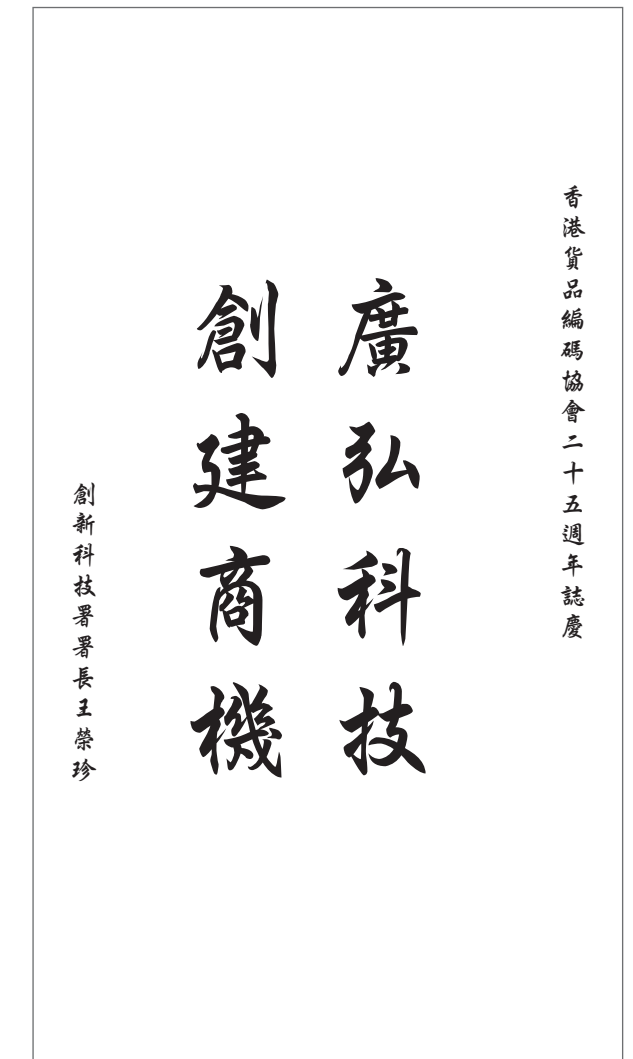 香港貨品編碼協會二十五週年誌慶
廣弘科技
創建商機
創新科技署署長王榮珍